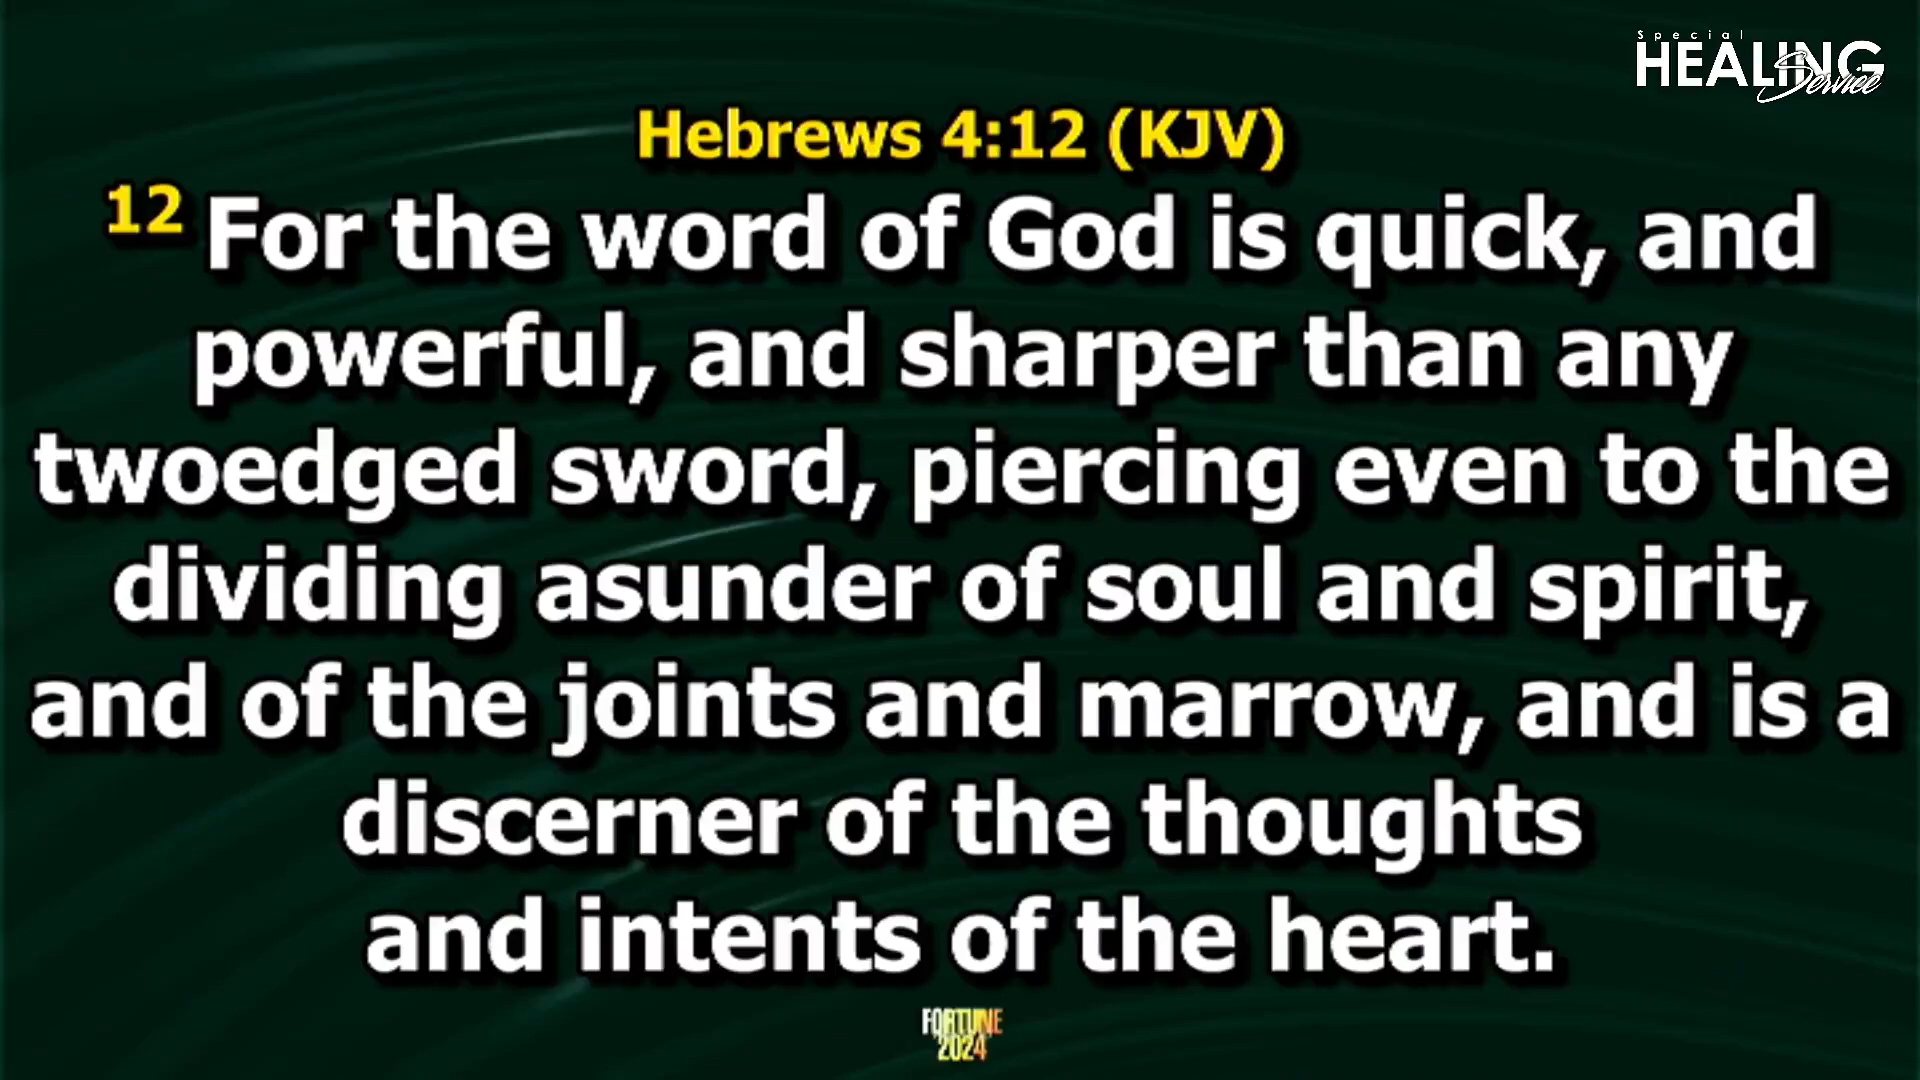 Special
HEALING
Service
Hebrews 4:12 (KJV)
12 For the word of God is quick, and
powerful, and sharper than any
twoedged sword, piercing even to the
dividing asunder of soul and spirit,
and of the joints and marrow, and is a
discerner of the thoughts
and intents of the heart.
FORTUNE
2024